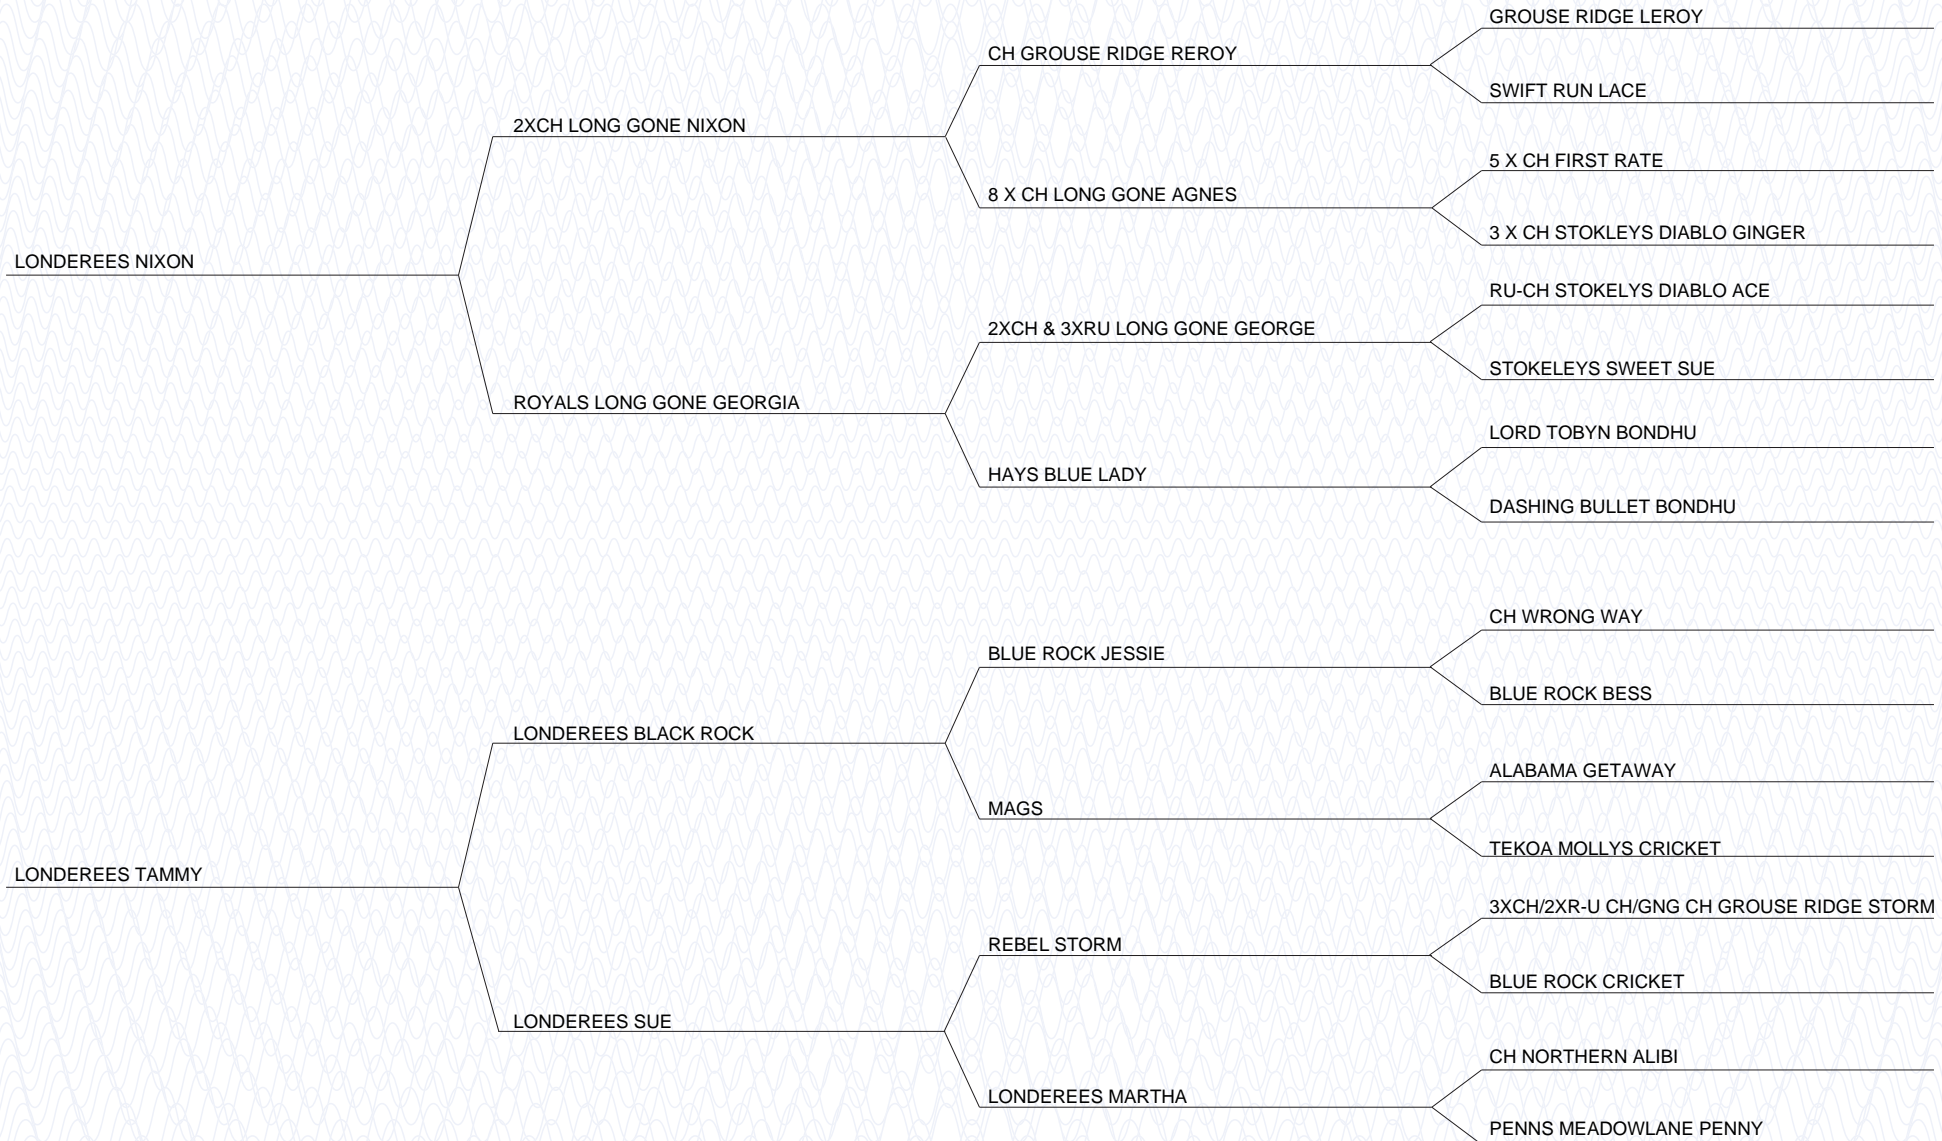 GROUSE RIDGE LEROY
CH GROUSE RIDGE REROY
SWIFT RUN LACE
2XCH LONG GONE NIXON
5 X CH FIRST RATE
8 X CH LONG GONE AGNES
3 X CH STOKLEYS DIABLO GINGER
LONDEREES NIXON
RU-CH STOKELYS DIABLO ACE
2XCH & 3XRU LONG GONE GEORGE
STOKELEYS SWEET SUE
ROYALS LONG GONE GEORGIA
LORD TOBYN BONDHU
HAYS BLUE LADY
DASHING BULLET BONDHU
CH WRONG WAY
BLUE ROCK JESSIE
BLUE ROCK BESS
LONDEREES BLACK ROCK
ALABAMA GETAWAY
MAGS
TEKOA MOLLYS CRICKET
LONDEREES TAMMY
3XCH/2XR-U CH/GNG CH GROUSE RIDGE STORM
REBEL STORM
BLUE ROCK CRICKET
LONDEREES SUE
CH NORTHERN ALIBI
LONDEREES MARTHA
PENNS MEADOWLANE PENNY